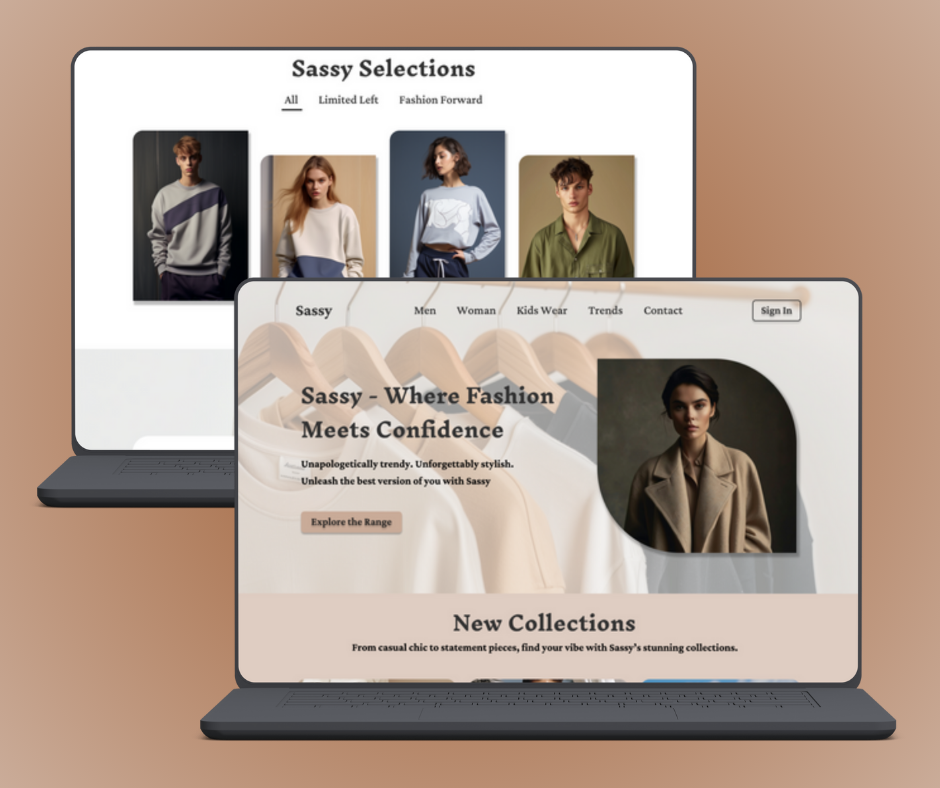 Sassy Selections
All Limited Left Fashion Forward
Sassy Men Woman Kids Wear Trends Contact Sign In
Sassy - Where Fashion
Meets Confidence
Unapologetically trendy. Unforgettably stylish.
Unleash the best version of you with Sassy
Explore the Range
New Collections
From casual chic to statement pieces, find your vibe with Sassy's stunning collections.